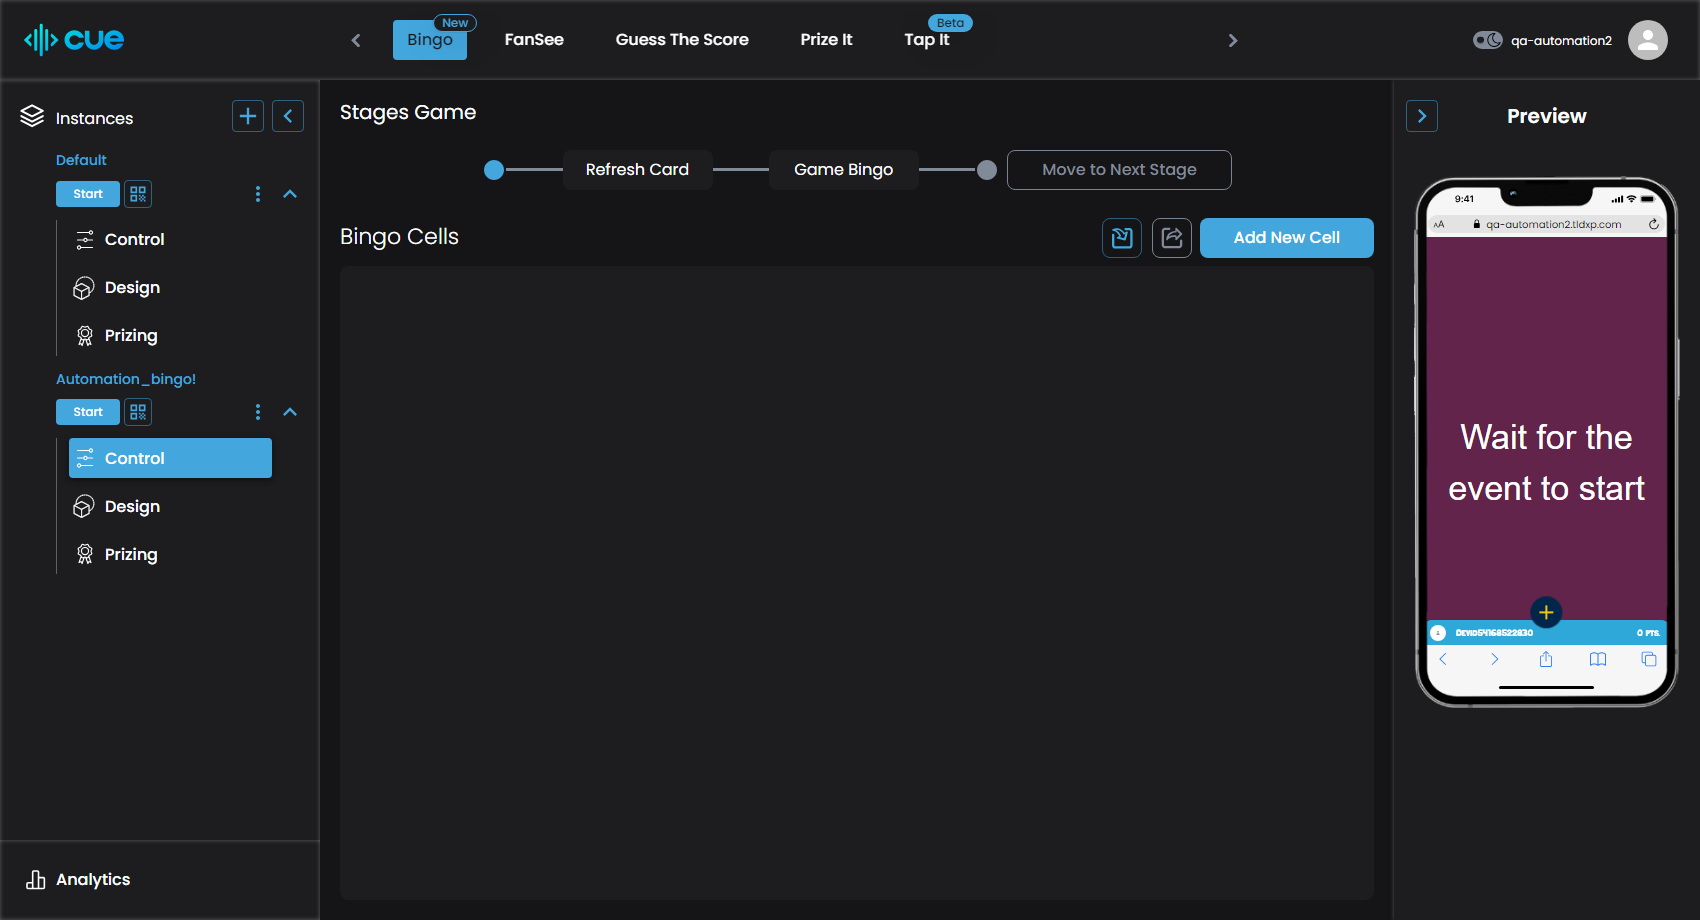 cue
Bingo
New
FanSee
Guess The Score
Prize It
Tap It
Beta
qa-automation2
Instances
Default
Start
Control
Design
Prizing
Automation_bingo!
Start
Control
Design
Prizing
Analytics
Stages Game
Refresh Card
Game Bingo
Move to Next Stage
Bingo Cells
Add New Cell
Preview
9:41
AA
qa-automation2.tldxp.com
Wait for the
event to start
DEVID54168522830
0 PTS.